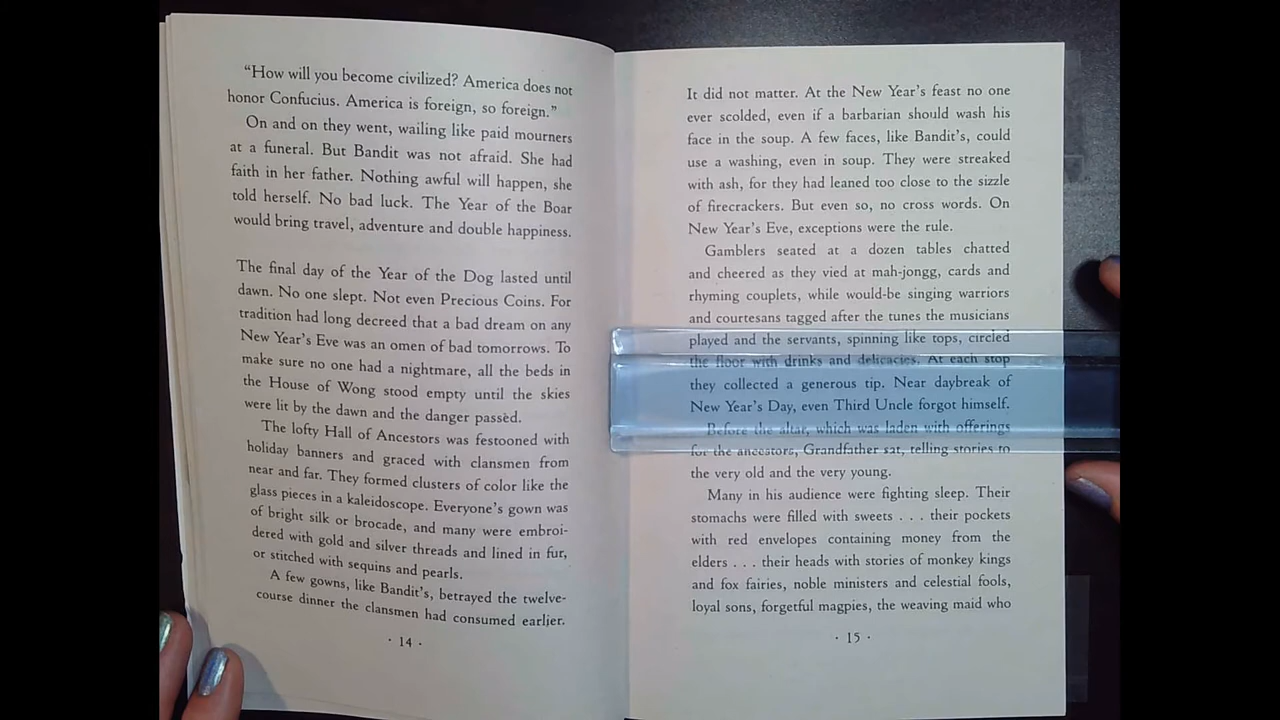 “How will you become civilized? America does not
honor Confucius. America is foreign, so foreign.”
On and on they went, wailing like paid mourners
at a funeral. But Bandit was not afraid. She had
faith in her father. Nothing awful will happen, she
told herself. No bad luck. The Year of the Boar
would bring travel, adventure and double happiness.
The final day of the Year of the Dog lasted until
dawn. No one slept. Not even Precious Coins. For
tradition had long decreed that a bad dream on any
New Year’s Eve was an omen of bad tomorrows. To
make sure no one had a nightmare, all the beds in
the House of Wong stood empty until the skies
were lit by the dawn and the danger passed.
The lofty Hall of Ancestors was festooned with
holiday banners and graced with clansmen from
near and far. They formed clusters of color like the
glass pieces in a kaleidoscope. Everyone’s gown was
of bright silk or brocade, and many were embroi-
dered with gold and silver threads and lined in fur,
or stitched with sequins and pearls.
A few gowns, like Bandit’s, betrayed the twelve-
course dinner the clansmen had consumed earlier.
· 14 ·
It did not matter. At the New Year’s feast no one
ever scolded, even if a barbarian should wash his
face in the soup. A few faces, like Bandit’s, could
use a washing, even in soup. They were streaked
with ash, for they had leaned too close to the sizzle
of firecrackers. But even so, no cross words. On
New Year’s Eve, exceptions were the rule.
Gamblers seated at a dozen tables chatted
and cheered as they vied at mah-jongg, cards and
rhyming couplets, while would-be singing warriors
and courtesans tagged after the tunes the musicians
played and the servants, spinning like tops, circled
the floor with drinks and delicacies. At each stop
they collected a generous tip. Near daybreak of
New Year’s Day, even Third Uncle forgot himself.
Before the altar, which was laden with offerings
for the ancestors, Grandfather sat, telling stories to
the very old and the very young.
Many in his audience were fighting sleep. Their
stomachs were filled with sweets . . . their pockets
with red envelopes containing money from the
elders . . . their heads with stories of monkey kings
and fox fairies, noble ministers and celestial fools,
loyal sons, forgetful magpies, the weaving maid who
· 15 ·